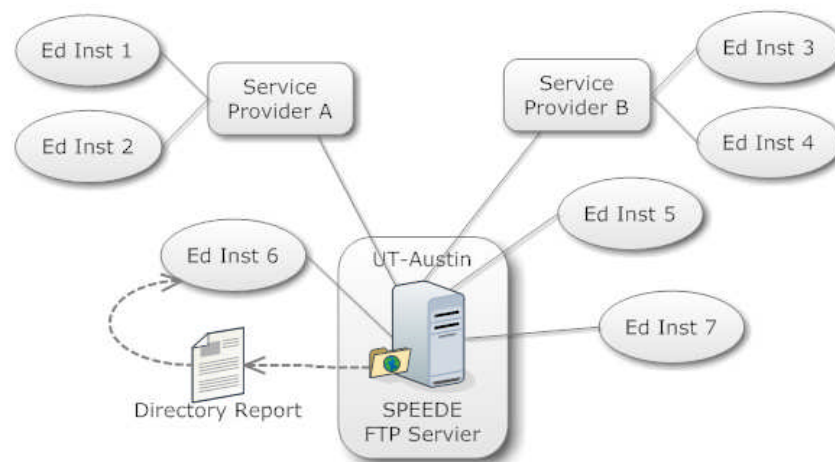 Ed Inst 1
Service
Provider A
Ed Inst 2
Service
Provider B
Ed Inst 3
Ed Inst 4
Ed Inst 5
Ed Inst 6
UT-Austin
Ed Inst 7
Directory Report
SPEEDE
FTP Servier